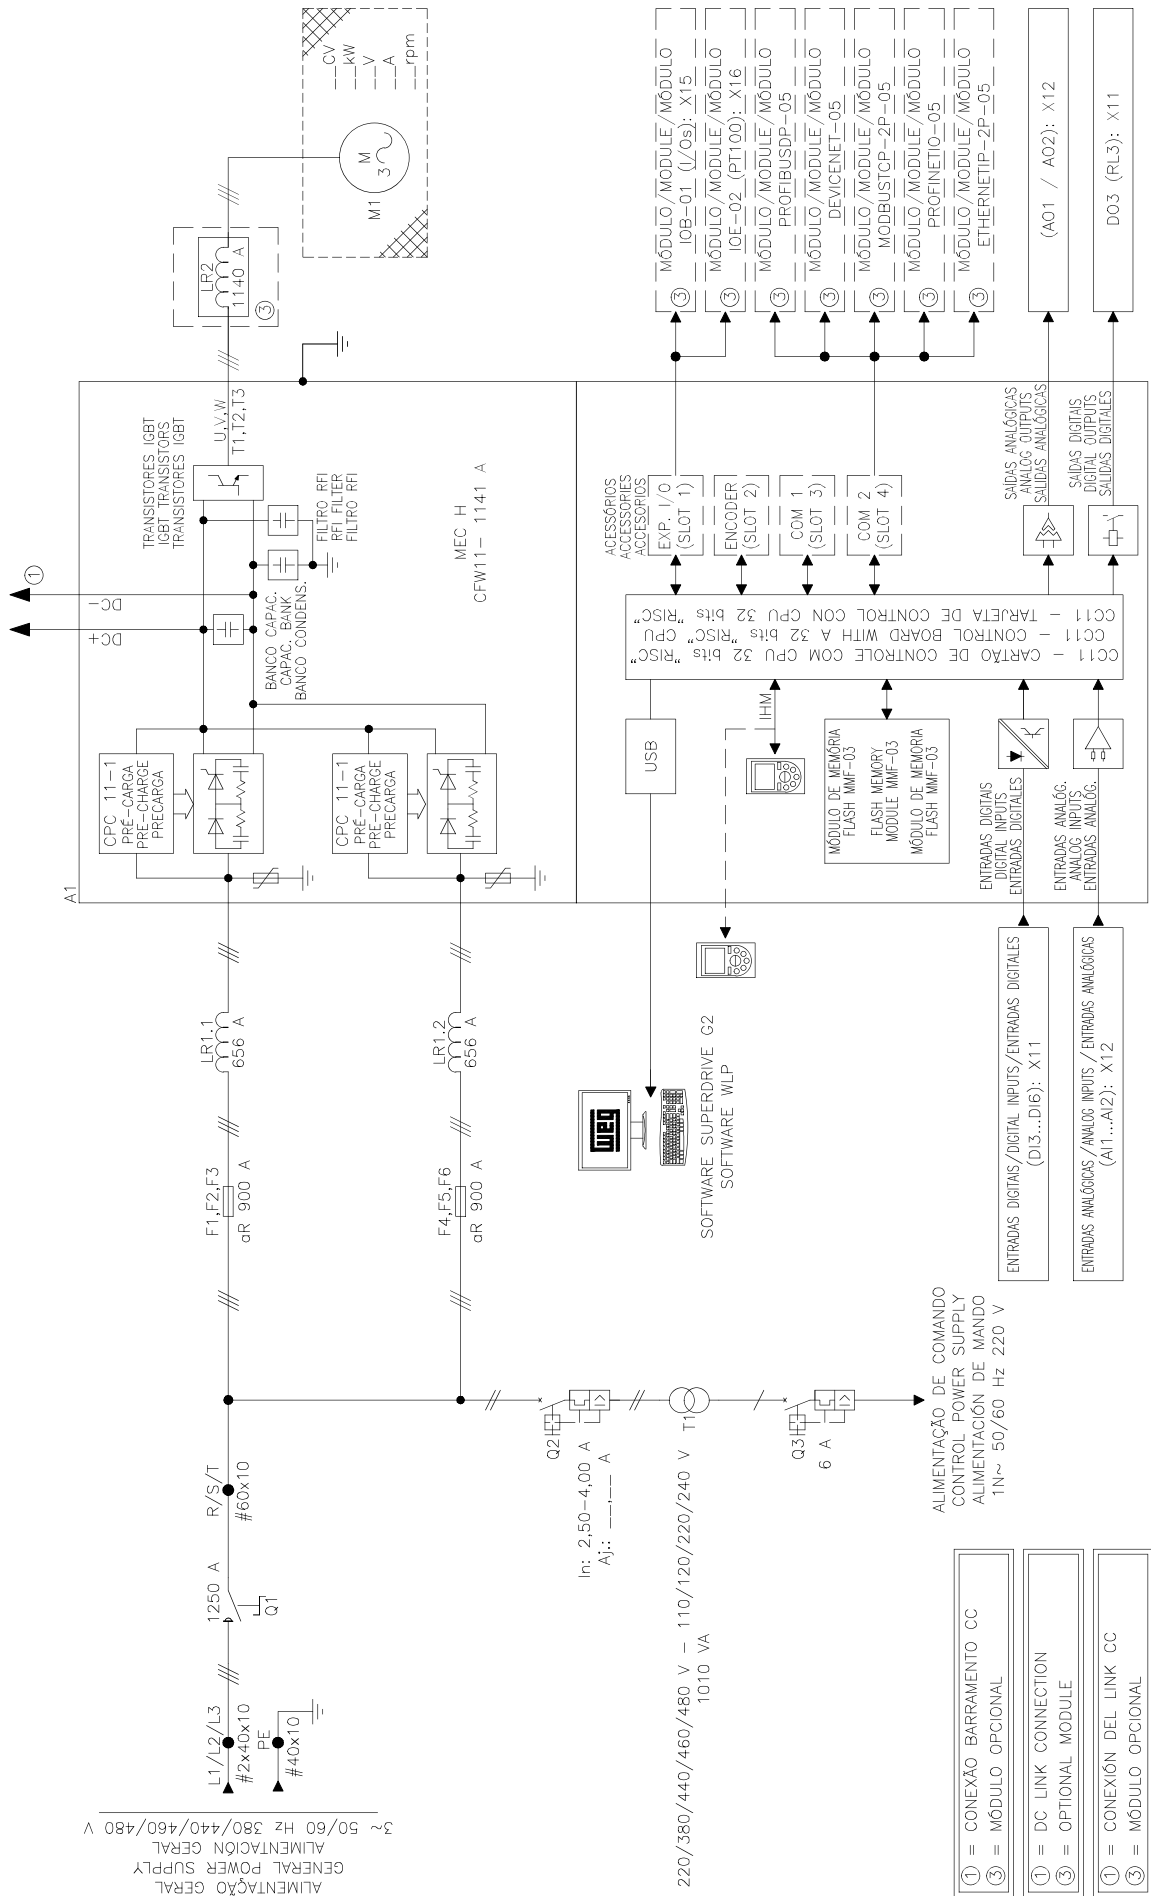 ALIMENTAÇÃO GERAL
GENERAL POWER SUPPLY
ALIMENTACIÓN GERAL
3~ 50/60 Hz 380/440/460/480 V
L1/L2/L3
#2x40x10
PE
#40x10
1250 A
Q1
R/S/T
#60x10
F1,F2,F3
aR 900 A
LR1.1
656 A
F4,F5,F6
aR 900 A
LR1.2
656 A
A1
CPC 11-1
PRÉ-CARGA
PRE-CHARGE
PRECARGA
CPC 11-1
PRÉ-CARGA
PRE-CHARGE
PRECARGA
DC+
DC-
1
BANCO CAPAC.
CAPAC. BANK
BANCO CONDENS.
TRANSISTORES IGBT
IGBT TRANSISTORS
TRANSISTORES IGBT
FILTRO RFI
RFI FILTER
FILTRO RFI
U,V,W
T1,T2,T3
MEC H
CFW11- 1141 A
LR2
1140 A
3
M1
M
3
__CV
__kW
__V
__A
__rpm
Q2
In: 2,50-4,00 A
Aj.: __,__ A
T1
220/380/440/460/480 V - 110/120/220/240 V
1010 VA
Q3
6 A
ALIMENTAÇÃO DE COMANDO
CONTROL POWER SUPPLY
ALIMENTACIÓN DE MANDO
1N~ 50/60 Hz 220 V
weg
SOFTWARE SUPERDRIVE G2
SOFTWARE WLP
USB
IHM
MÓDULO DE MEMÓRIA
FLASH MMF-03
FLASH MEMORY
MODULE MMF-03
MÓDULO DE MEMORIA
FLASH MMF-03
ENTRADAS DIGITAIS
DIGITAL INPUTS
ENTRADAS DIGITALES
ENTRADAS ANALÓG.
ANALOG INPUTS
ENTRADAS ANALÓG.
ENTRADAS DIGITAIS/DIGITAL INPUTS/ENTRADAS DIGITALES
(DI3...DI6): X11
ENTRADAS ANALÓGICAS/ANALOG INPUTS/ENTRADAS ANALÓGICAS
(AI1...AI2): X12
CC11 - CARTÃO DE CONTROLE COM CPU 32 bits "RISC"
CC11 - CONTROL BOARD WITH A 32 bits "RISC" CPU
CC11 - TARJETA DE CONTROL CON CPU 32 bits "RISC"
ACESSÓRIOS
ACCESSORIES
ACCESORIOS
EXP. I/O
(SLOT 1)
ENCODER
(SLOT 2)
COM 1
(SLOT 3)
COM 2
(SLOT 4)
SAÍDAS ANALÓGICAS
ANALOG OUTPUTS
SALIDAS ANALÓGICAS
SAÍDAS DIGITAIS
DIGITAL OUTPUTS
SALIDAS DIGITALES
3
MÓDULO/MODULE/MÓDULO
IOB-01 (I/Os): X15
3
MÓDULO/MODULE/MÓDULO
IOE-02 (PT100): X16
3
MÓDULO/MODULE/MÓDULO
PROFIBUSDP-05
3
MÓDULO/MODULE/MÓDULO
DEVICENET-05
3
MÓDULO/MODULE/MÓDULO
MODBUSTCP-2P-05
3
MÓDULO/MODULE/MÓDULO
PROFINETIO-05
3
MÓDULO/MODULE/MÓDULO
ETHERNETIP-2P-05
(AO1 / AO2): X12
DO3 (RL3): X11
1 = CONEXÃO BARRAMENTO CC
3 = MÓDULO OPCIONAL
1 = DC LINK CONNECTION
3 = OPTIONAL MODULE
1 = CONEXIÓN DEL LINK CC
3 = MÓDULO OPCIONAL